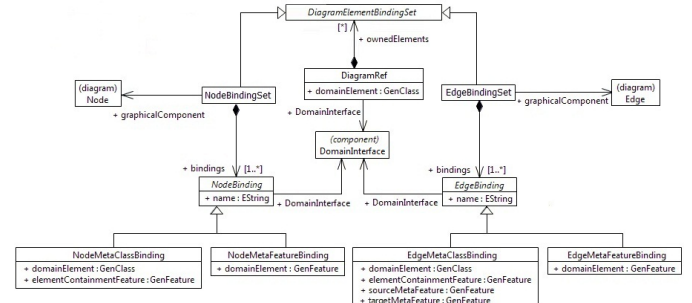 DiagramElementBindingSet
[*]
+ ownedElements
DiagramRef
+ domainElement : GenClass
(diagram)
Node
NodeBindingSet
+ graphicalComponent
EdgeBindingSet
+ graphicalComponent
(diagram)
Edge
+ DomainInterface
(component)
DomainInterface
+ bindings
[1..*]
+ bindings
[1..*]
NodeBinding
+ name : EString
+ DomainInterface
+ DomainInterface
EdgeBinding
+ name : EString
NodeMetaClassBinding
+ domainElement : GenClass
+ elementContainmentFeature : GenFeature
NodeMetaFeatureBinding
+ domainElement : GenFeature
EdgeMetaClassBinding
+ domainElement : GenClass
+ elementContainmentFeature : GenFeature
+ sourceMetaFeature : GenFeature
+ targetMetaFeature : GenFeature
EdgeMetaFeatureBinding
+ domainElement : GenFeature